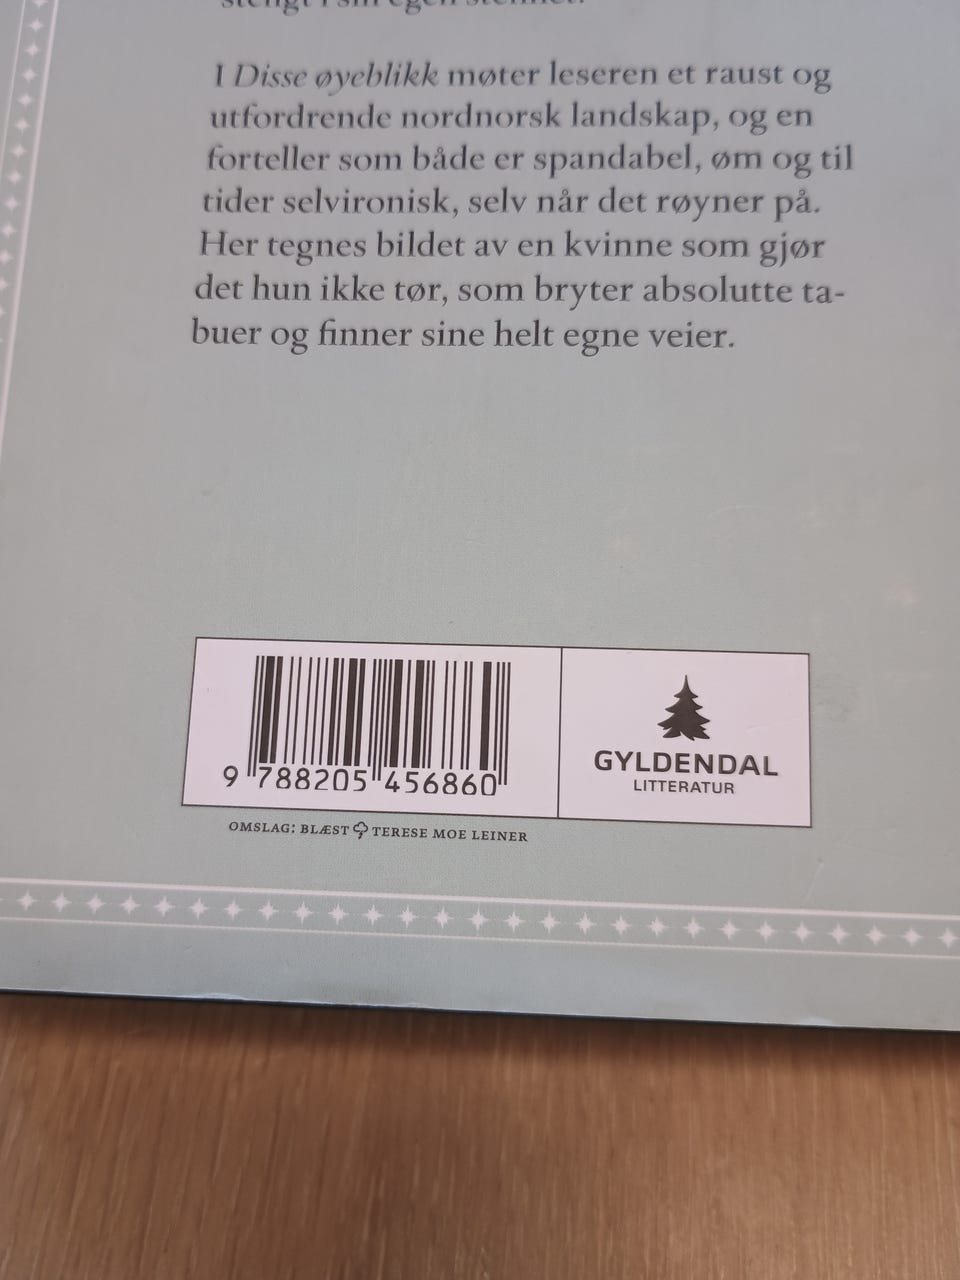 I Disse øyeblikk møter leseren et raust og
utfordrende nordnorsk landskap, og en
forteller som både er spandabel, øm og til
tider selvironisk, selv når det røyner på.
Her tegnes bildet av en kvinne som gjør
det hun ikke tør, som bryter absolutte ta-
buer og finner sine helt egne veier.
9 788205 456860
GYLDENDAL
LITTERATUR
OMSLAG: BLÆST TERESE MOE LEINER